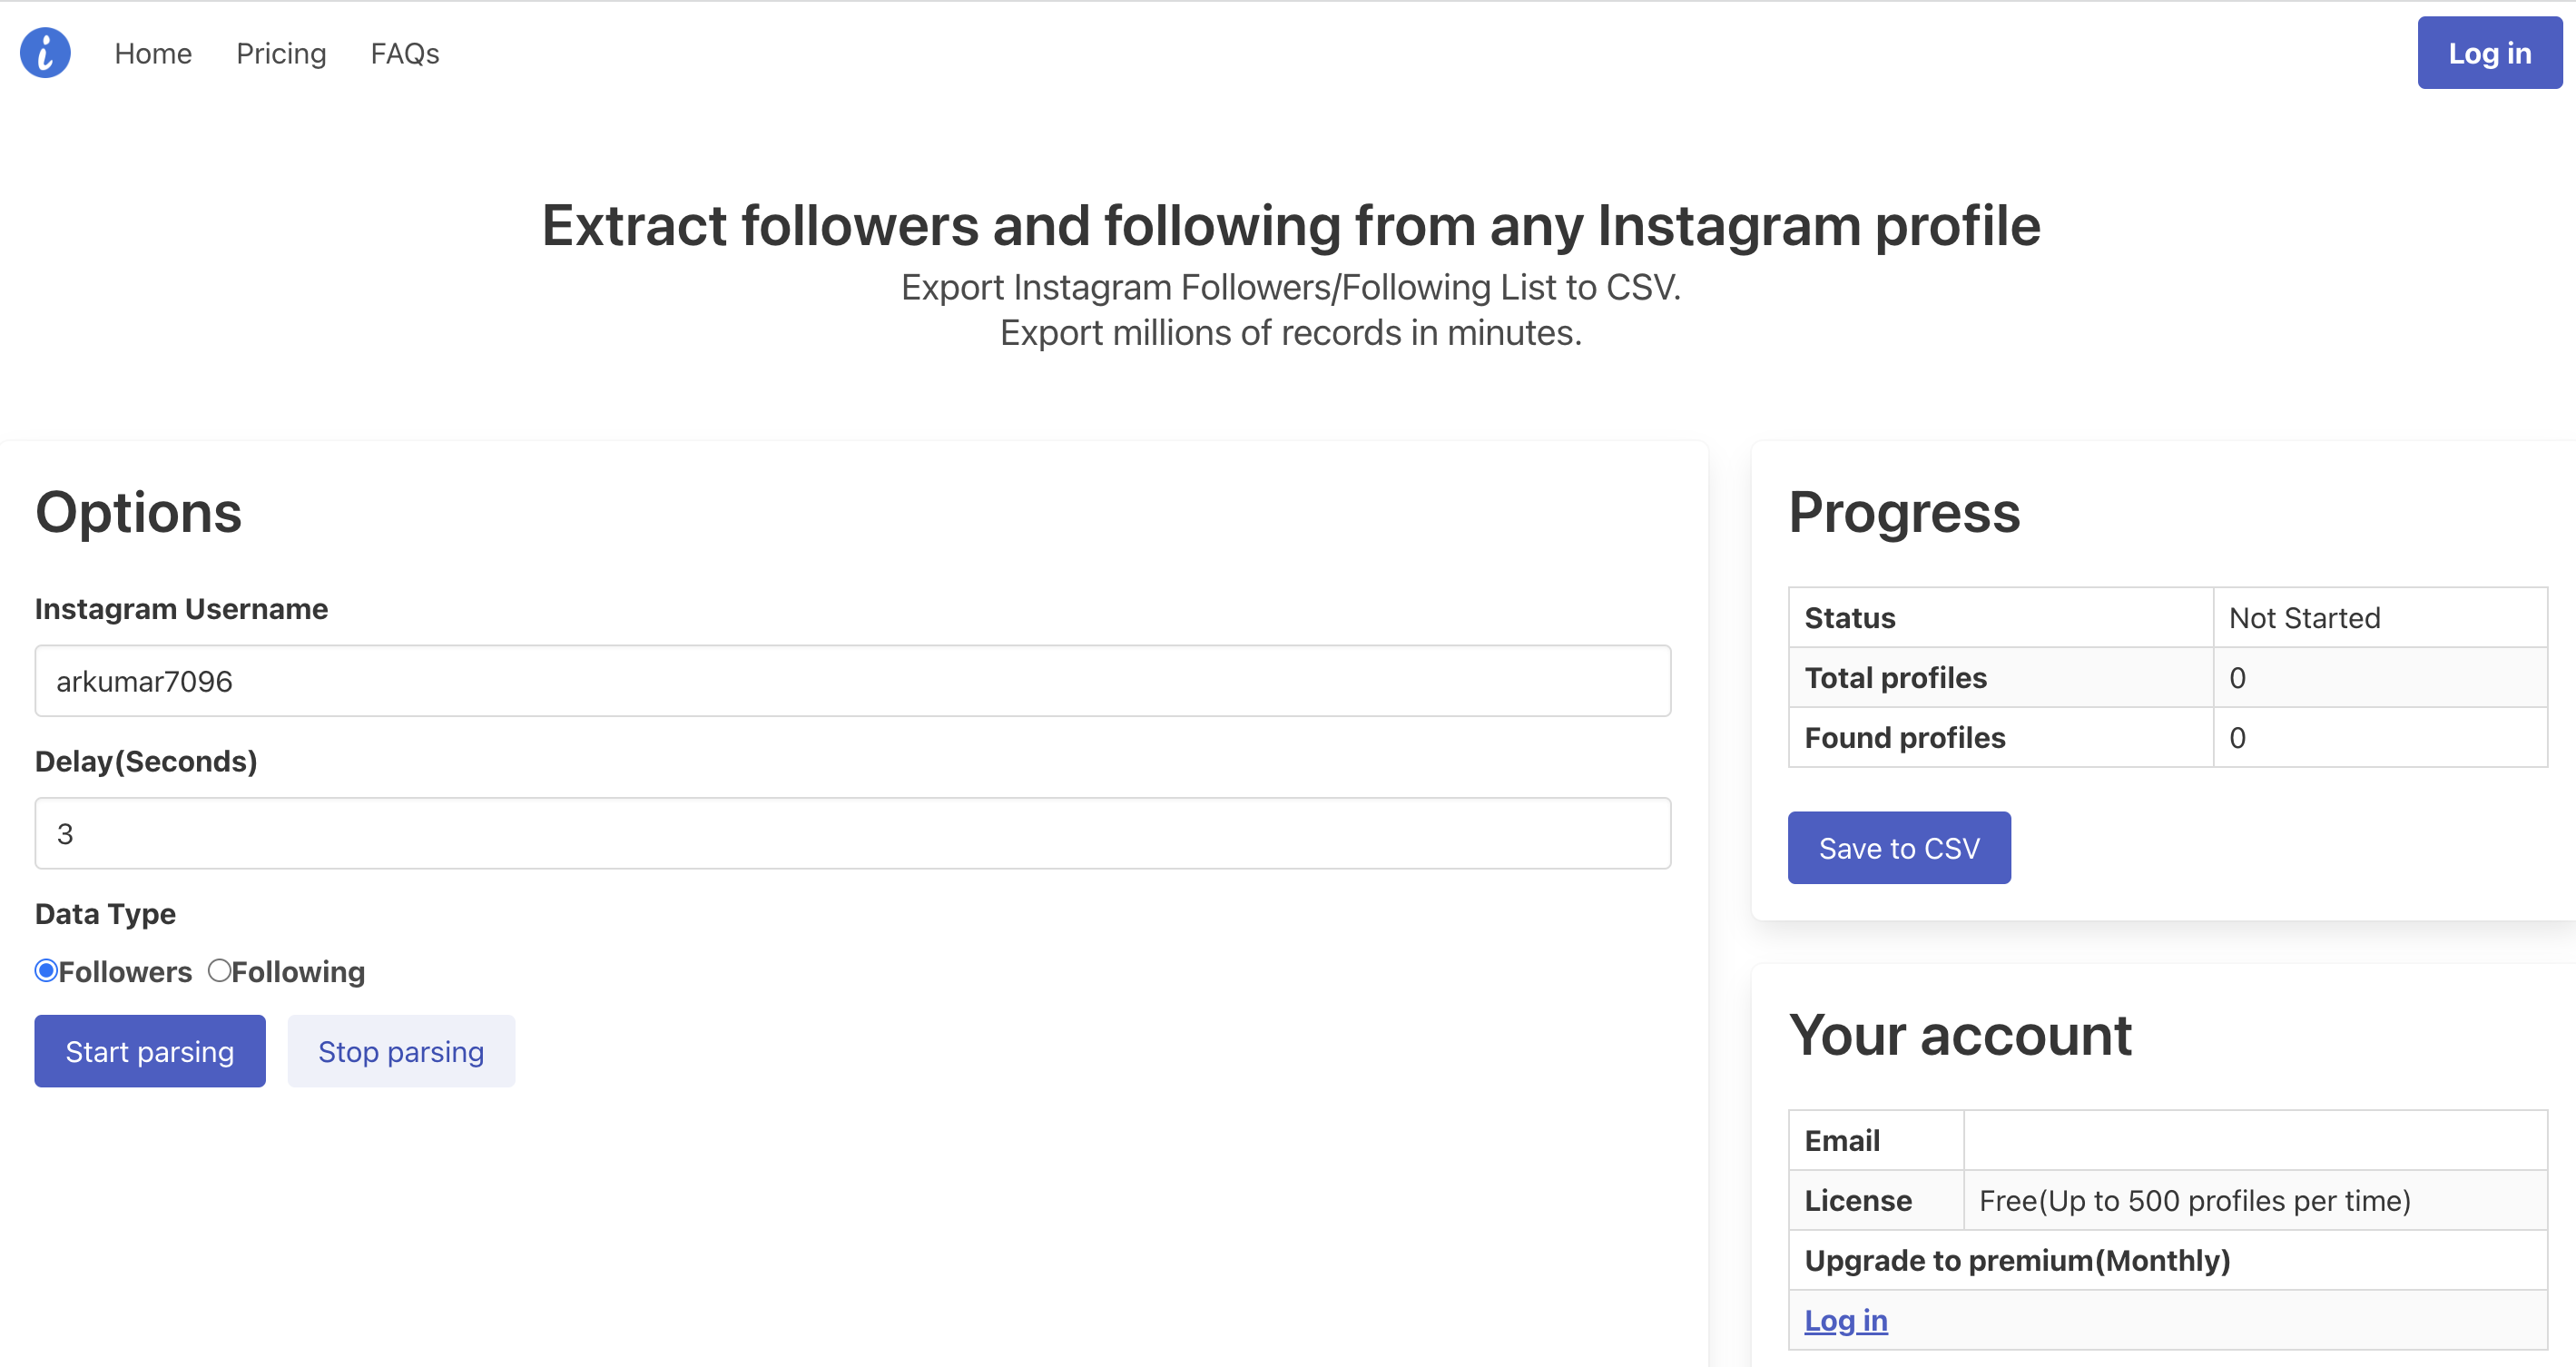 i
Home Pricing FAQs Log in
Extract followers and following from any Instagram profile
Export Instagram Followers/Following List to CSV.
Export millions of records in minutes.
Options
Instagram Username
arkumar7096
Delay(Seconds)
3
Data Type
Followers Following
Start parsing Stop parsing
Progress
Status Not Started
Total profiles 0
Found profiles 0
Save to CSV
Your account
Email
License Free(Up to 500 profiles per time)
Upgrade to premium(Monthly)
Log in